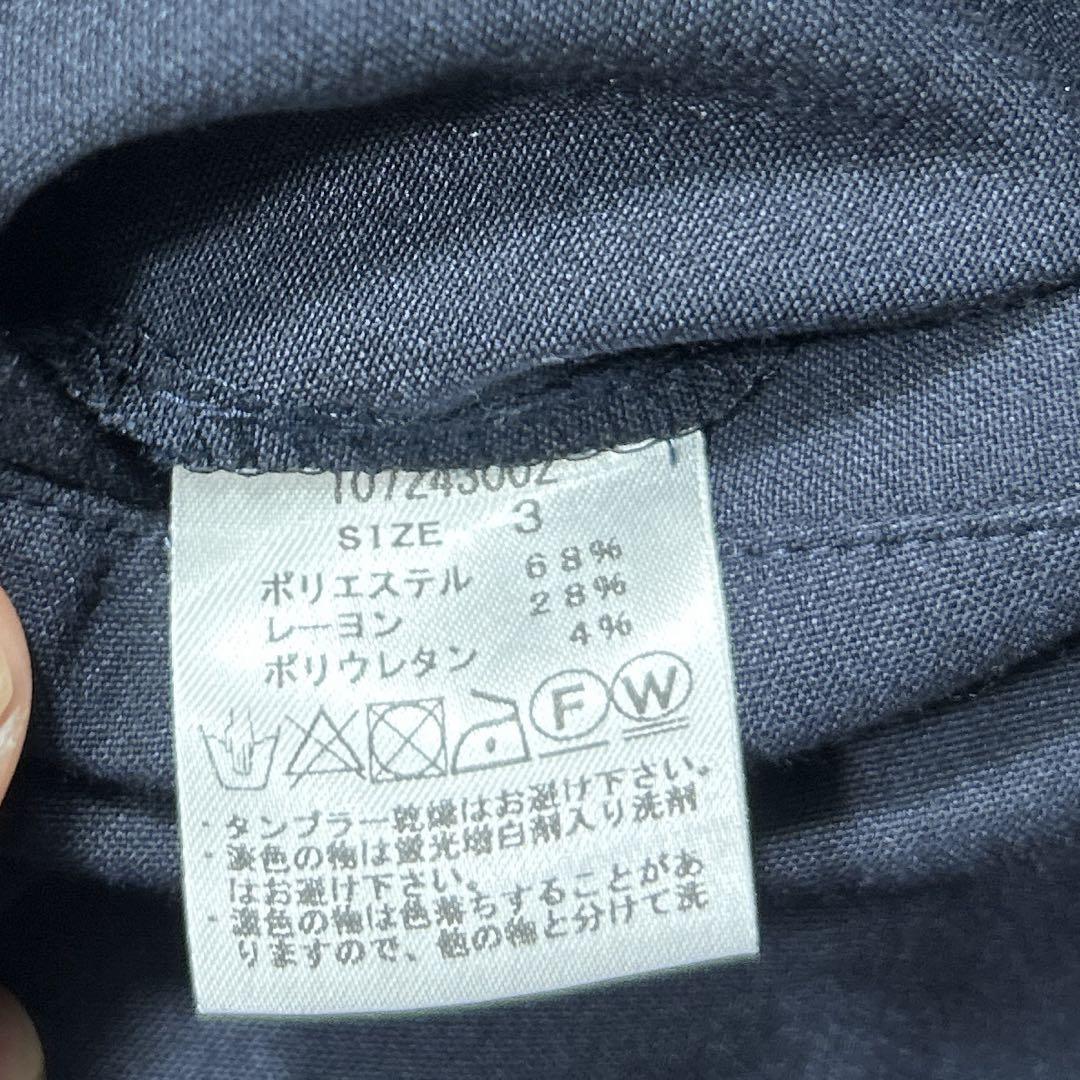 107243002
SIZE 3
ポリエステル 68%
レーヨン 28%
ポリウレタン 4%
F W
・タンブラー乾燥はお避け下さい。
・淡色の物は蛍光増白剤入り洗剤
はお避け下さい。
・濃色の物は色落ちすることがあ
りますので、他の物と分けて洗